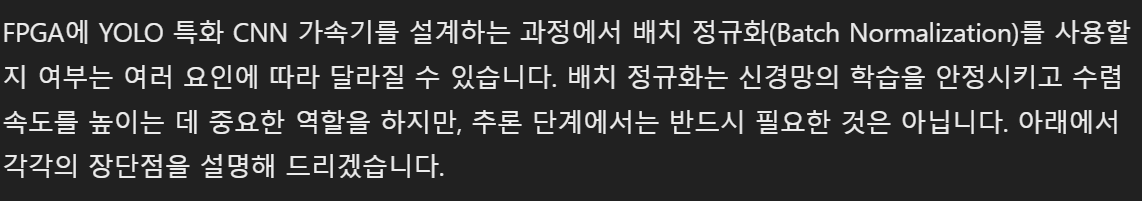 FPGA에 YOLO 특화 CNN 가속기를 설계하는 과정에서 배치 정규화(Batch Normalization)를 사용할
지 여부는 여러 요인에 따라 달라질 수 있습니다. 배치 정규화는 신경망의 학습을 안정시키고 수렴
속도를 높이는 데 중요한 역할을 하지만, 추론 단계에서는 반드시 필요한 것은 아닙니다. 아래에서
각각의 장단점을 설명해 드리겠습니다.